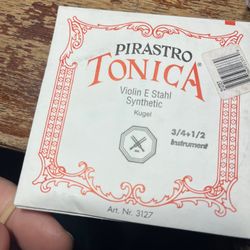 PIRASTRO
TONICA®
Violin E Stahl
Synthetic
Kugel
3/4+1/2
Instrument
Art. Nr. 3127